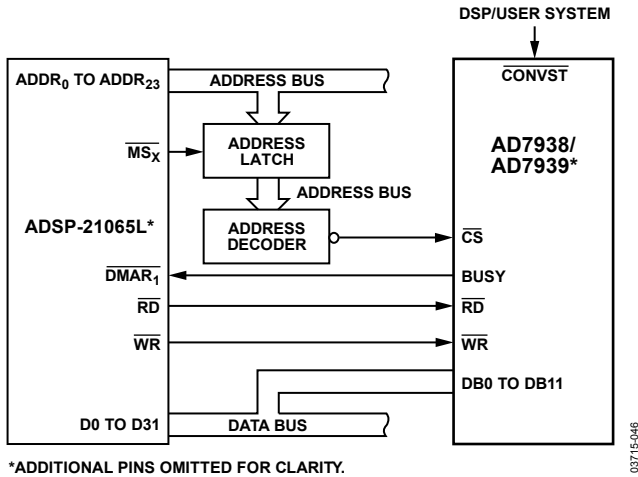 DSP/USER SYSTEM
ADDR0 TO ADDR23
ADDRESS BUS
CONVST
MSX
ADDRESS
LATCH
AD7938/
AD7939*
ADDRESS BUS
ADSP-21065L*
ADDRESS
DECODER
CS
DMAR1
BUSY
RD
RD
WR
WR
DB0 TO DB11
D0 TO D31
DATA BUS
*ADDITIONAL PINS OMITTED FOR CLARITY.
03715-046